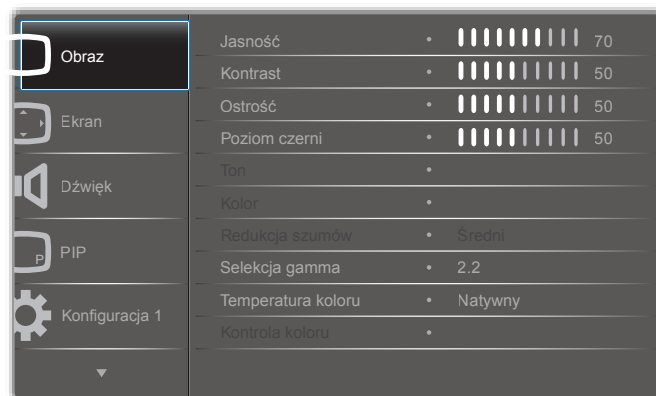 Obraz
Ekran
Dźwięk
P
PIP
Konfiguracja 1
Jasność • 70
Kontrast • 50
Ostrość • 50
Poziom czerni • 50
Ton •
Kolor •
Redukcja szumów • Średni
Selekcja gamma • 2.2
Temperatura koloru • Natywny
Kontrola koloru •